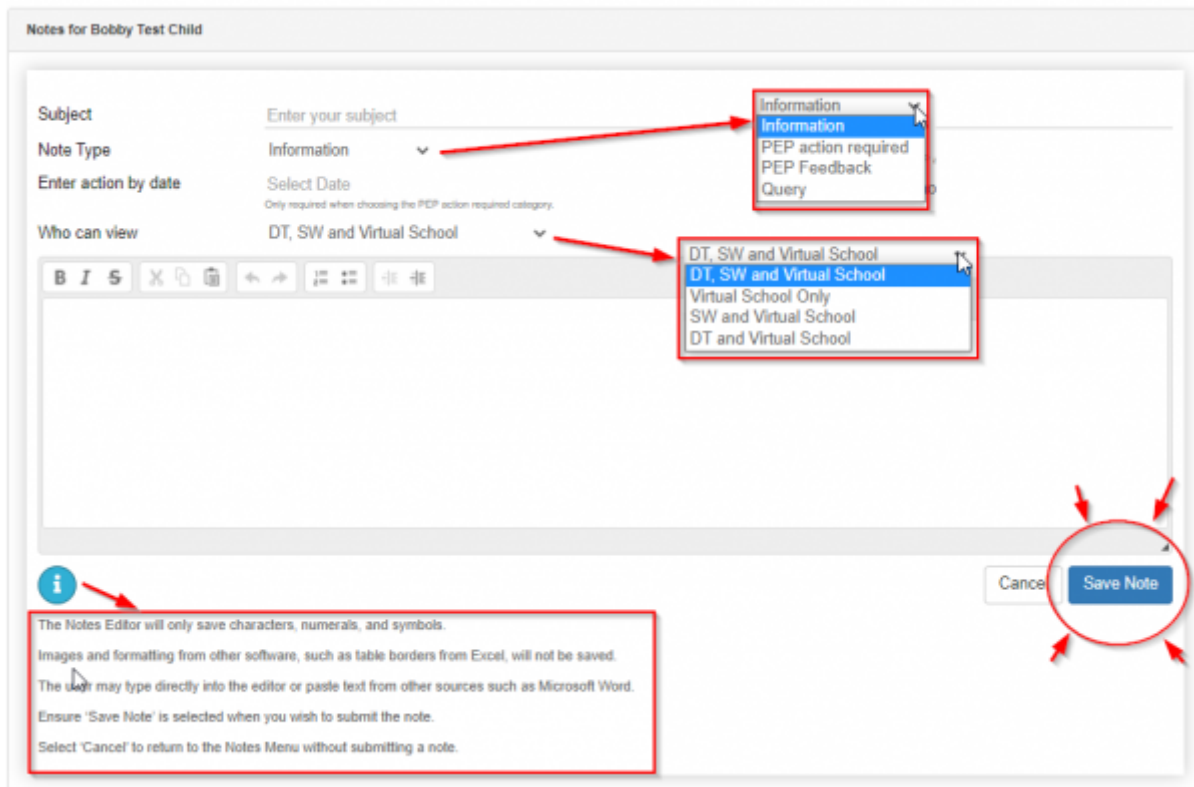 Notes for Bobby Test Child
Subject
Enter your subject
Information
Information
PEP action required
PEP Feedback
Query
Note Type
Information
Enter action by date
Select Date
Only required when choosing the PEP action required category.
Who can view
DT, SW and Virtual School
DT, SW and Virtual School
DT, SW and Virtual School
Virtual School Only
SW and Virtual School
DT and Virtual School
B I S
i
Cancel
Save Note
The Notes Editor will only save characters, numerals, and symbols.
Images and formatting from other software, such as table borders from Excel, will not be saved.
The user may type directly into the editor or paste text from other sources such as Microsoft Word.
Ensure 'Save Note' is selected when you wish to submit the note.
Select 'Cancel' to return to the Notes Menu without submitting a note.